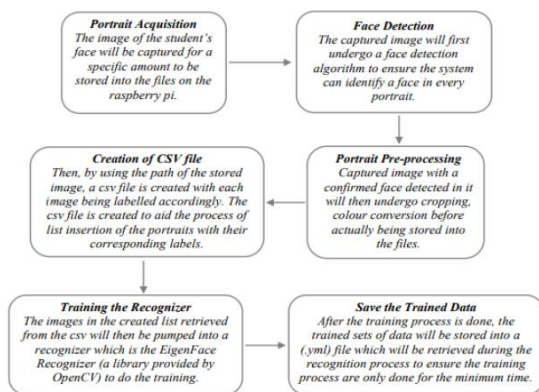 Portrait Acquisition
The image of the student's
face will be captured for a
specific amount to be
stored into the files on the
raspberry pi.
Face Detection
The captured image will first
undergo a face detection
algorithm to ensure the system
can identify a face in every
portrait.
Portrait Pre-processing
Captured image with a
confirmed face detected in it
will then undergo cropping,
colour conversion before
actually being stored into
the files.
Creation of CSV file
Then, by using the path of the stored
image, a csv file is created with each
image being labelled accordingly. The
csv file is created to aid the process of
list insertion of the portraits with their
corresponding labels.
Training the Recognizer
The images in the created list retrieved
from the csv will then be pumped into a
recognizer which is the EigenFace
Recognizer (a library provided by
OpenCV) to do the training.
Save the Trained Data
After the training process is done, the
trained sets of data will be stored into a
(.yml) file which will be retrieved during the
recognition process to ensure the training
process are only done for the minimum time.